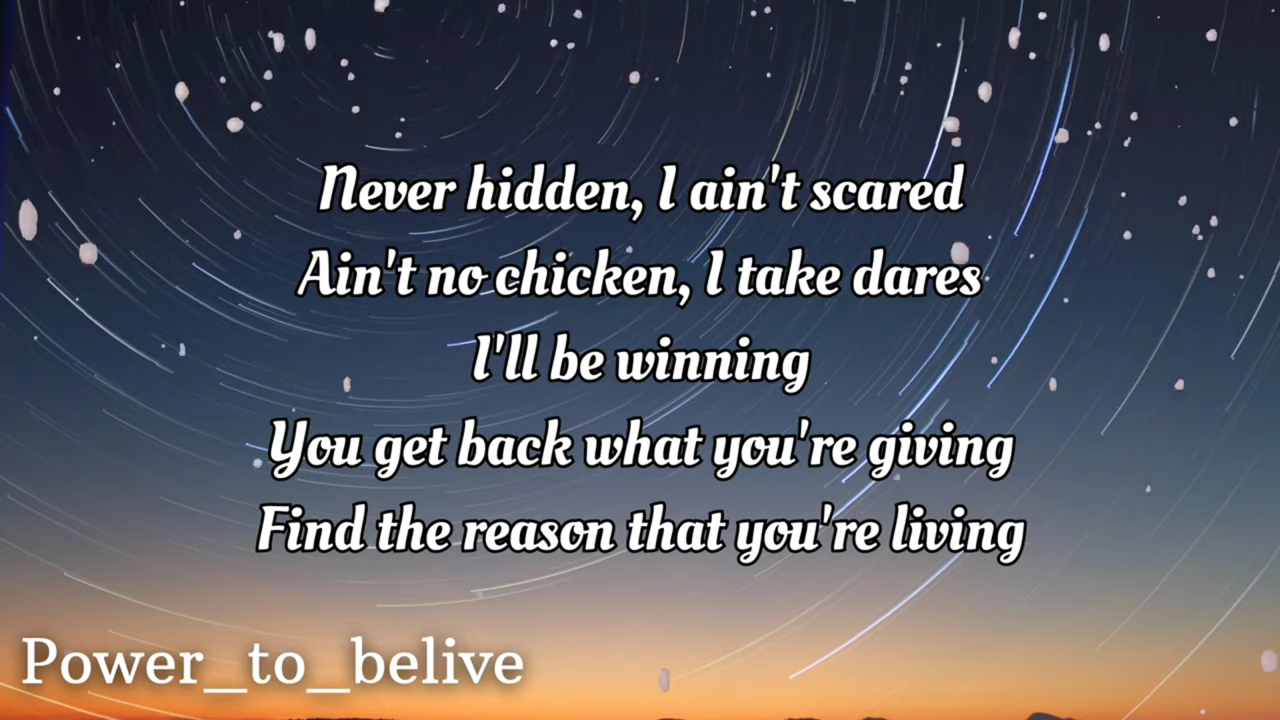 Never hidden, I ain't scared
Ain't no chicken, I take dares
I'll be winning
You get back what you're giving
Find the reason that you're living
Power_to_belive